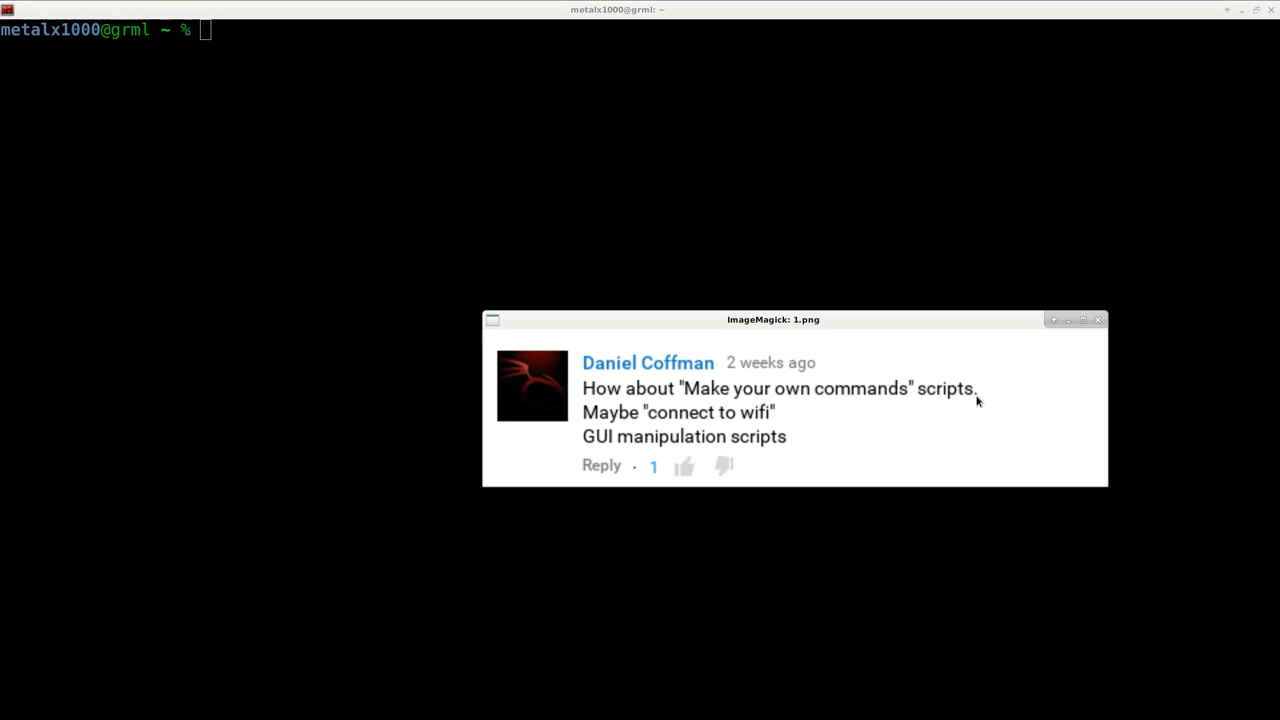 metalx1000@grml: ~
metalx1000@grml ~ %
ImageMagick: 1.png
Daniel Coffman 2 weeks ago
How about "Make your own commands" scripts.
Maybe "connect to wifi"
GUI manipulation scripts
Reply · 1